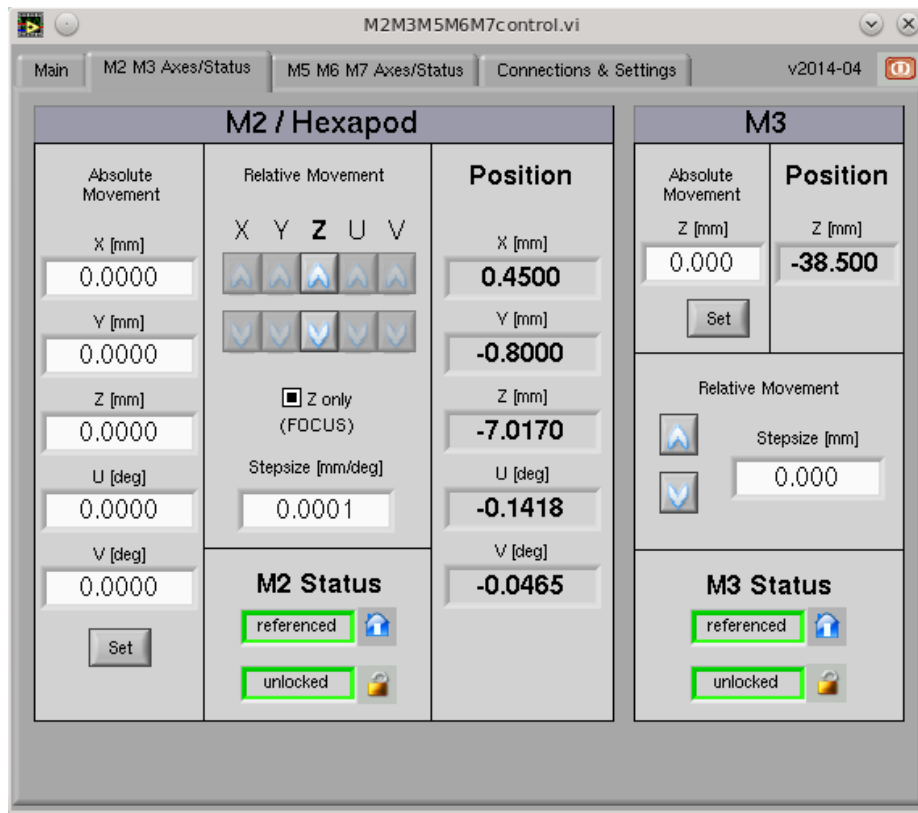 M2M3M5M6M7control.vi
Main M2 M3 Axes/Status M5 M6 M7 Axes/Status Connections & Settings v2014-04
M2 / Hexapod
Absolute
Movement
X [mm]
0.0000
Y [mm]
0.0000
Z [mm]
0.0000
U [deg]
0.0000
V [deg]
0.0000
Set
Relative Movement
X Y Z U V
Z only
(FOCUS)
Stepsize [mm/deg]
0.0001
M2 Status
referenced
unlocked
Position
X [mm]
0.4500
Y [mm]
-0.8000
Z [mm]
-7.0170
U [deg]
-0.1418
V [deg]
-0.0465
M3
Absolute
Movement
Z [mm]
0.000
Set
Position
Z [mm]
-38.500
Relative Movement
Stepsize [mm]
0.000
M3 Status
referenced
unlocked